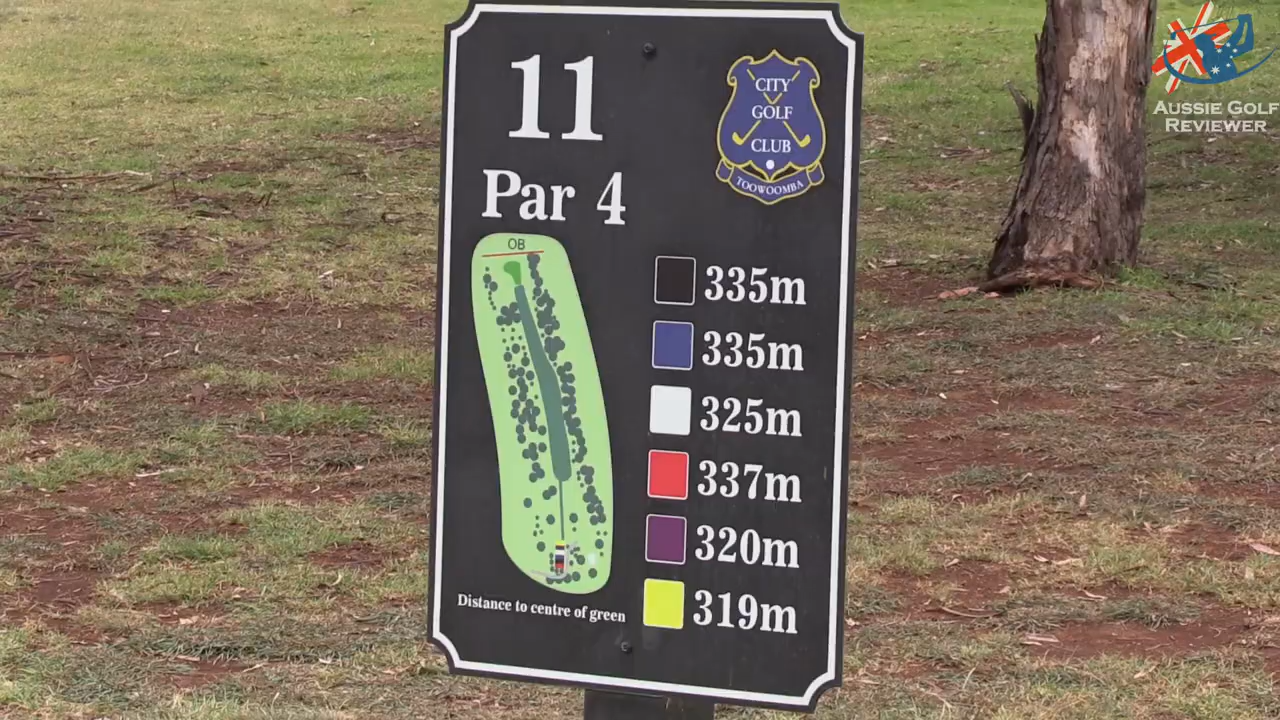 11
Par 4
CITY
GOLF
CLUB
TOOWOOMBA
OB
335m
335m
325m
337m
320m
319m
Distance to centre of green
AUSSIE GOLF
REVIEWER